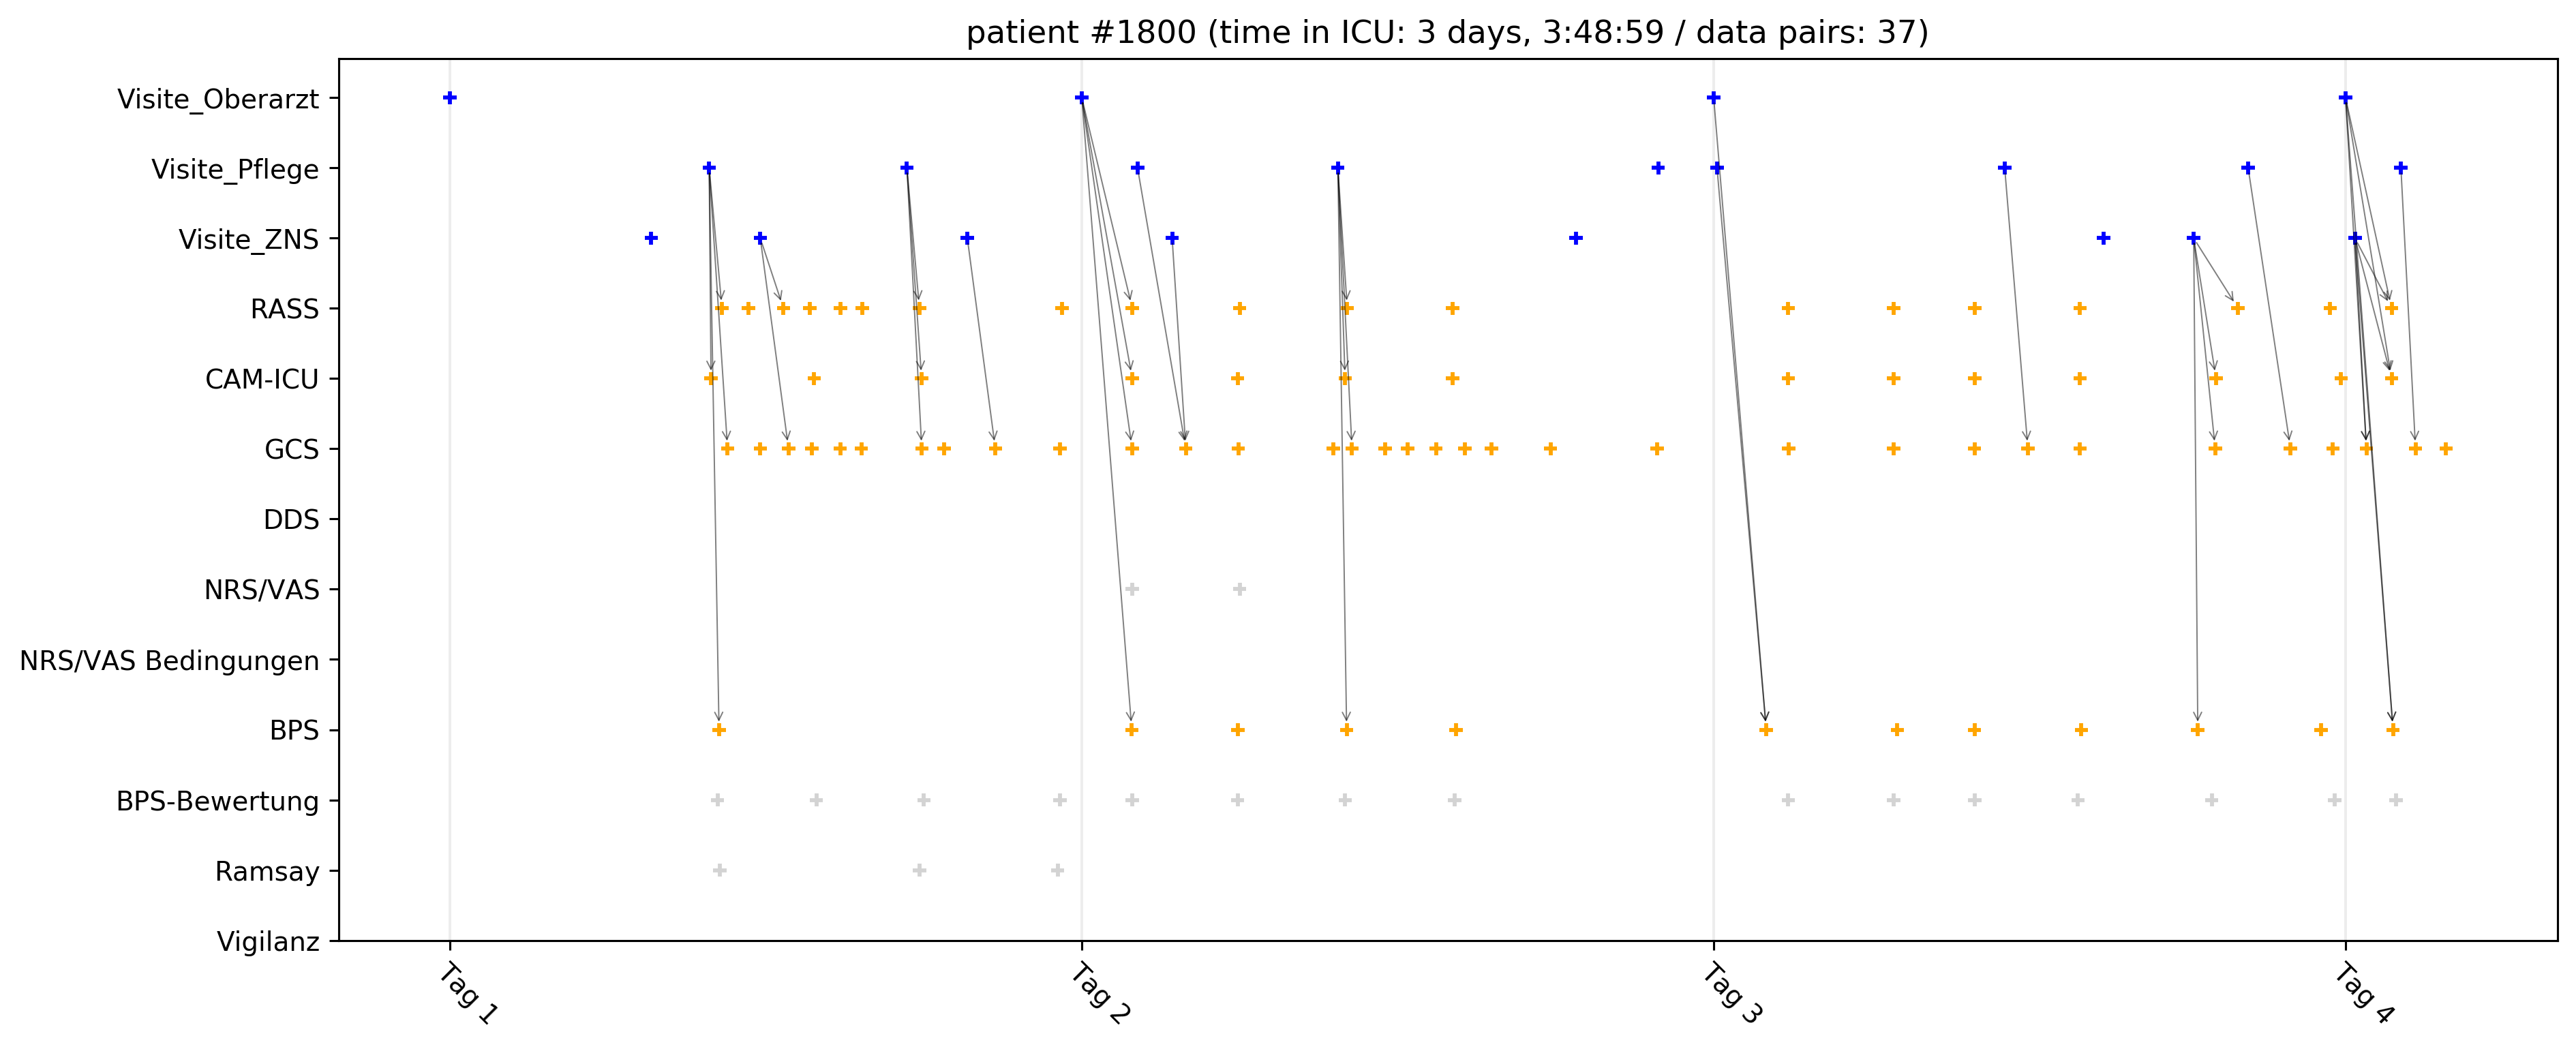 patient #1800 (time in ICU: 3 days, 3:48:59 / data pairs: 37)
Visite_Oberarzt
Visite_Pflege
Visite_ZNS
RASS
CAM-ICU
GCS
DDS
NRS/VAS
NRS/VAS Bedingungen
BPS
BPS-Bewertung
Ramsay
Vigilanz
Tag 1
Tag 2
Tag 3
Tag 4